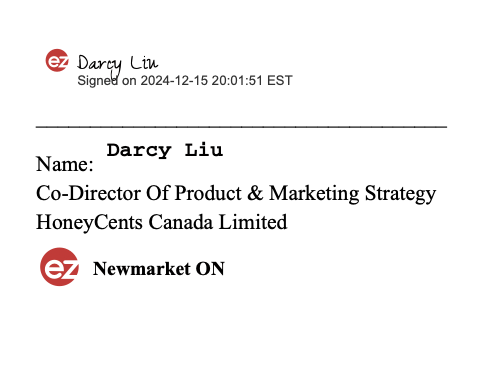 ez Darcy Liu
Signed on 2024-12-15 20:01:51 EST
Name: Darcy Liu
Co-Director Of Product & Marketing Strategy
HoneyCents Canada Limited
ez Newmarket ON